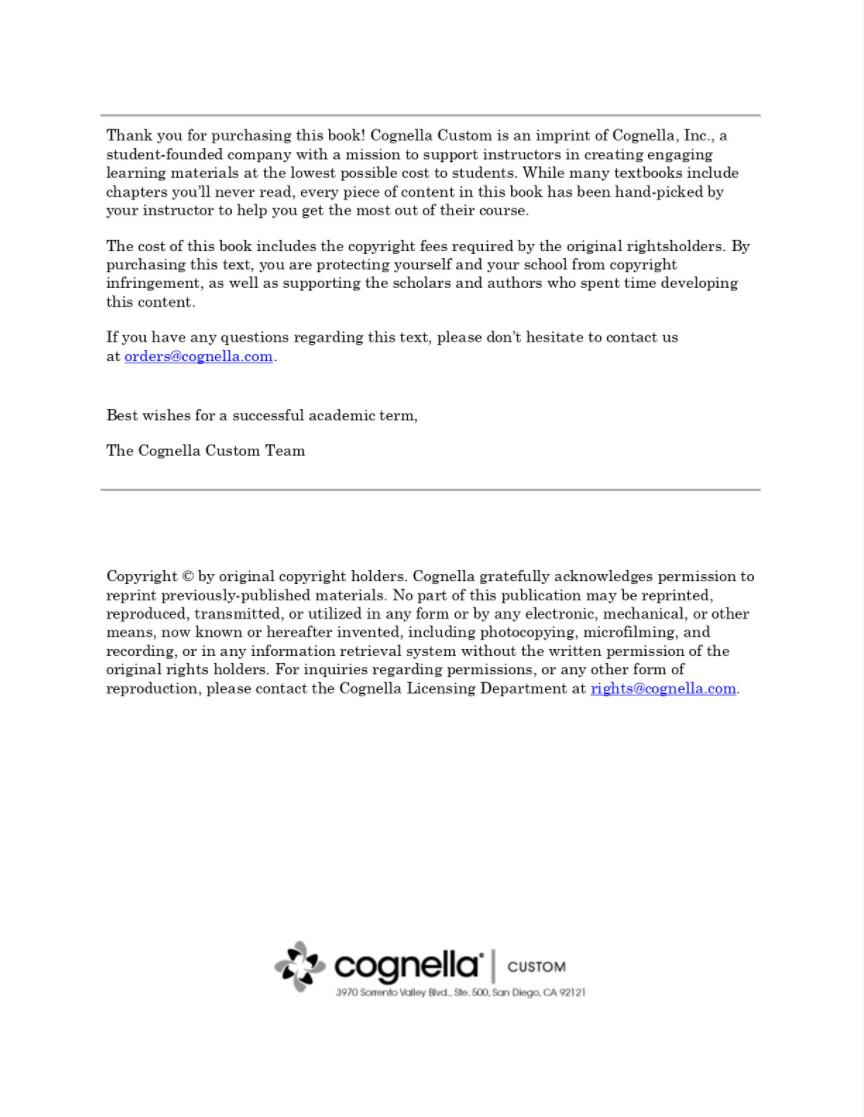 Thank you for purchasing this book! Cognella Custom is an imprint of Cognella, Inc., a
student-founded company with a mission to support instructors in creating engaging
learning materials at the lowest possible cost to students. While many textbooks include
chapters you'll never read, every piece of content in this book has been hand-picked by
your instructor to help you get the most out of their course.
The cost of this book includes the copyright fees required by the original rightsholders. By
purchasing this text, you are protecting yourself and your school from copyright
infringement, as well as supporting the scholars and authors who spent time developing
this content.
If you have any questions regarding this text, please don't hesitate to contact us
at orders@cognella.com.
Best wishes for a successful academic term,
The Cognella Custom Team
Copyright © by original copyright holders. Cognella gratefully acknowledges permission to
reprint previously-published materials. No part of this publication may be reprinted,
reproduced, transmitted, or utilized in any form or by any electronic, mechanical, or other
means, now known or hereafter invented, including photocopying, microfilming, and
recording, or in any information retrieval system without the written permission of the
original rights holders. For inquiries regarding permissions, or any other form of
reproduction, please contact the Cognella Licensing Department at rights@cognella.com.
cognella® | CUSTOM
3970 Sorrento Valley Blvd., Ste. 500, San Diego, CA 92121